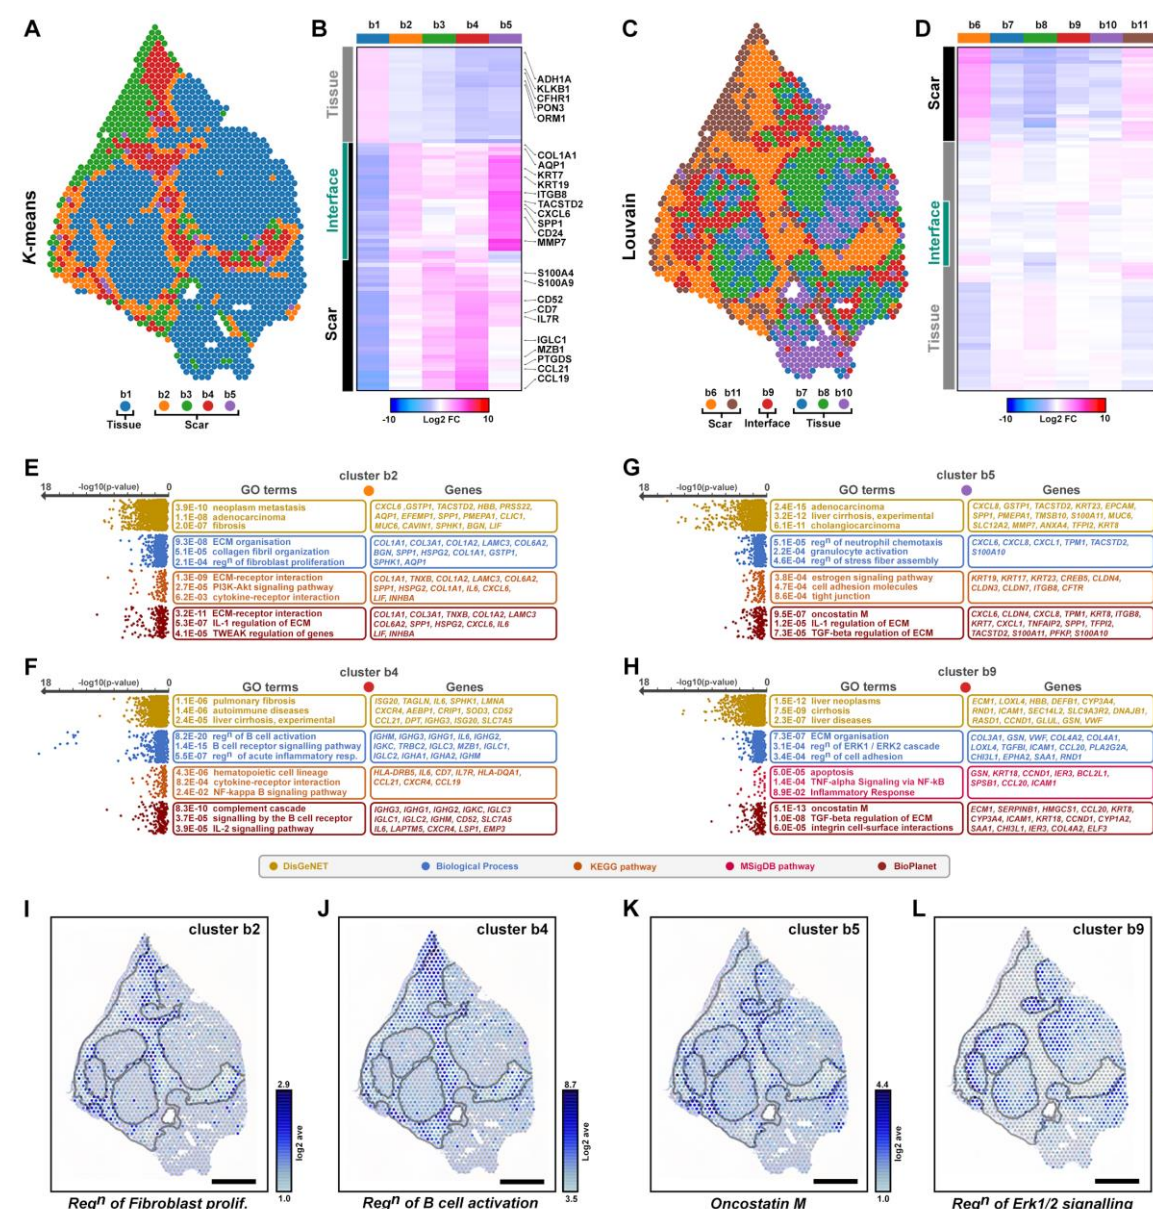 A
B
b1 b2 b3 b4 b5
C
D
b6 b7 b8 b9 b10 b11
K-means
Tissue
Interface
Scar
ADH1A
KLKB1
CFHR1
PON3
ORM1
COL1A1
AQP1
KRT7
KRT19
ITGB8
TACSTD2
CXCL6
SPP1
CD24
MMP7
S100A4
S100A9
CD52
CD7
IL7R
IGLC1
MZB1
PTGDS
CCL21
CCL19
-10 10
Log2 FC
b1 b2 b3 b4 b5
Tissue Scar
Louvain
Scar
Interface
Tissue
b6 b11 b9 b7 b8 b10
Scar Interface Tissue
-10 10
Log2 FC
E
cluster b2
18 -log10(p-value) 0
GO terms Genes
3.9E-10 neoplasm metastasis
1.1E-08 adenocarcinoma
2.0E-07 fibrosis
CXCL6 ,GSTP1, TACSTD2, HBB, PRSS22,
AQP1, EFEMP1, SPP1, PMEPA1, CLIC1,
MUC6, CAVIN1, SPHK1, BGN, LIF
9.3E-08 ECM organisation
5.1E-05 collagen fibril organization
2.1E-04 regⁿ of fibroblast proliferation
COL1A1, COL3A1, COL1A2, LAMC3, COL6A2,
BGN, SPP1, HSPG2, COL1A1, GSTP1,
SPHK1, AQP1
1.3E-09 ECM-receptor interaction
2.7E-05 PI3K-Akt signaling pathway
6.2E-03 cytokine-receptor interaction
COL1A1, TNXB, COL1A2, LAMC3, COL6A2,
SPP1, HSPG2, COL1A1, IL6, CXCL6,
LIF, INHBA
3.2E-11 ECM-receptor interaction
5.3E-07 IL-1 regulation of ECM
4.1E-05 TWEAK regulation of genes
COL1A1, COL3A1, TNXB, COL1A2, LAMC3
COL6A2, SPP1, HSPG2, CXCL6, IL6
LIF, INHBA
G
cluster b5
18 -log10(p-value) 0
GO terms Genes
2.4E-15 adenocarcinoma
3.2E-12 liver cirrhosis, experimental
6.1E-11 cholangiocarcinoma
CXCL8, GSTP1, TACSTD2, KRT23, EPCAM,
SPP1, PMEPA1, TMSB10, S100A11, MUC6,
SLC12A2, MMP7, ANXA4, TFPI2, KRT8
5.1E-05 regⁿ of neutrophil chemotaxis
2.2E-04 granulocyte activation
4.6E-04 regⁿ of stress fiber assembly
CXCL6, CXCL8, CXCL1, TPM1, TACSTD2,
S100A10
3.8E-04 estrogen signaling pathway
4.7E-04 cell adhesion molecules
8.6E-04 tight junction
KRT19, KRT17, KRT23, CREB5, CLDN4,
CLDN3, CLDN7, ITGB8, CFTR
9.5E-07 oncostatin M
1.2E-05 IL-1 regulation of ECM
7.3E-05 TGF-beta regulation of ECM
CXCL6, CLDN4, CXCL8, TPM1, KRT8, ITGB8,
KRT7, CXCL1, TNFAIP2, SPP1, TFPI2,
TACSTD2, S100A11, PFKP, S100A10
F
cluster b4
18 -log10(p-value) 0
GO terms Genes
1.1E-06 pulmonary fibrosis
1.4E-06 autoimmune diseases
2.4E-05 liver cirrhosis, experimental
ISG20, TAGLN, IL6, SPHK1, LMNA
CXCR4, AEBP1, CRIP1, SOD3, CD52
CCL21, DPT, IGHG3, ISG20, SLC7A5
8.2E-20 regⁿ of B cell activation
1.4E-15 B cell receptor signalling pathway
5.5E-07 regⁿ of acute inflammatory resp.
IGHM, IGHG3, IGHG1, IL6, IGHG2,
IGKC, TRBC2, IGLC3, MZB1, IGLC1,
IGLC2, IGHA1, IGHA2, IGHM
4.3E-06 hematopoietic cell lineage
8.2E-04 cytokine-receptor interaction
2.4E-02 NF-kappa B signaling pathway
HLA-DRB5, IL6, CD7, IL7R, HLA-DQA1,
CCL21, CXCR4, CCL19
8.3E-10 complement cascade
3.7E-05 signalling by the B cell receptor
3.9E-05 IL-2 signalling pathway
IGHG3, IGHG1, IGHG2, IGKC, IGLC3
IGLC1, IGLC2, IGHM, CD52, SLC7A5
IL6, LAPTM5, CXCR4, LSP1, EMP3
H
cluster b9
18 -log10(p-value) 0
GO terms Genes
1.5E-12 liver neoplasms
7.5E-09 cirrhosis
2.3E-07 liver diseases
ECM1, LOXL4, HBB, DEFB1, CYP3A4,
RND1, ICAM1, SEC14L2, SLC9A3R2, DNAJB1,
RASD1, CCND1, GLUL, GSN, VWF
7.3E-07 ECM organisation
3.1E-04 regⁿ of ERK1 / ERK2 cascade
3.4E-04 regⁿ of cell adhesion
COL3A1, GSN, VWF, COL4A2, COL4A1,
LOXL4, TGFBI, ICAM1, CCL20, PLA2G2A,
CHI3L1, EPHA2, SAA1, RND1
5.0E-05 apoptosis
1.4E-04 TNF-alpha Signaling via NF-kB
8.9E-02 Inflammatory Response
GSN, KRT18, CCND1, IER3, BCL2L1,
SPSB1, CCL20, ICAM1
5.1E-13 oncostatin M
1.0E-08 TGF-beta regulation of ECM
6.0E-05 integrin cell-surface interactions
ECM1, SERPINB1, HMGCS1, CCL20, KRT8,
CYP3A4, ICAM1, KRT18, CCND1, CYP1A2,
SAA1, CHI3L1, IER3, COL4A2, ELF3
DisGeNET Biological Process KEGG pathway MSigDB pathway BioPlanet
I
cluster b2
2.9
log2 ave
1.0
Regⁿ of Fibroblast prolif.
J
cluster b4
8.7
Log2 ave
3.5
Regⁿ of B cell activation
K
cluster b5
4.4
log2 ave
1.0
Oncostatin M
L
cluster b9
Regⁿ of Erk1/2 signalling